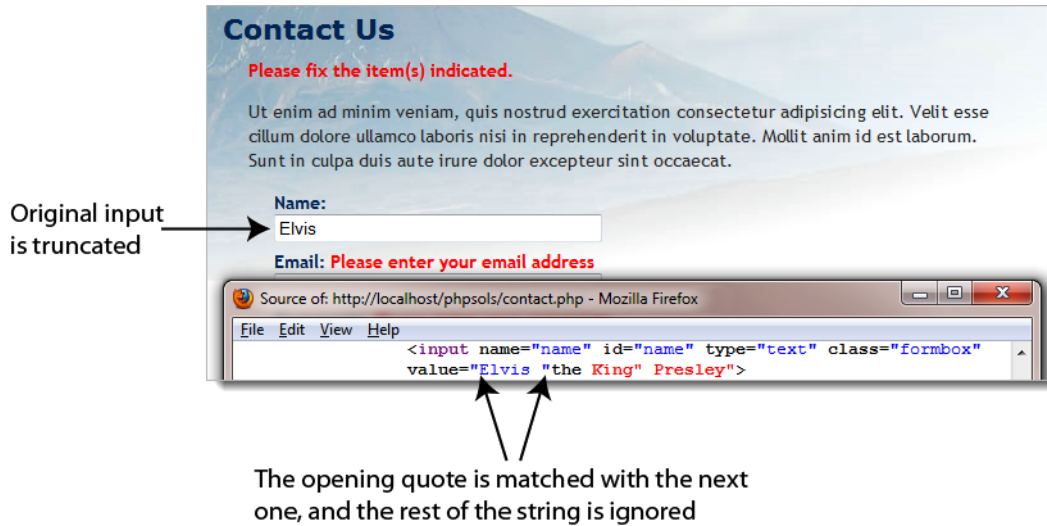 Contact Us
Please fix the item(s) indicated.
Ut enim ad minim veniam, quis nostrud exercitation consectetur adipisicing elit. Velit esse
cillum dolore ullamco laboris nisi in reprehenderit in voluptate. Mollit anim id est laborum.
Sunt in culpa duis aute irure dolor excepteur sint occaecat.
Name:
Original input
is truncated
Elvis
Email: Please enter your email address
Source of: http://localhost/phpsols/contact.php - Mozilla Firefox
File Edit View Help
<input name="name" id="name" type="text" class="formbox"
value="Elvis "the King" Presley">
The opening quote is matched with the next
one, and the rest of the string is ignored